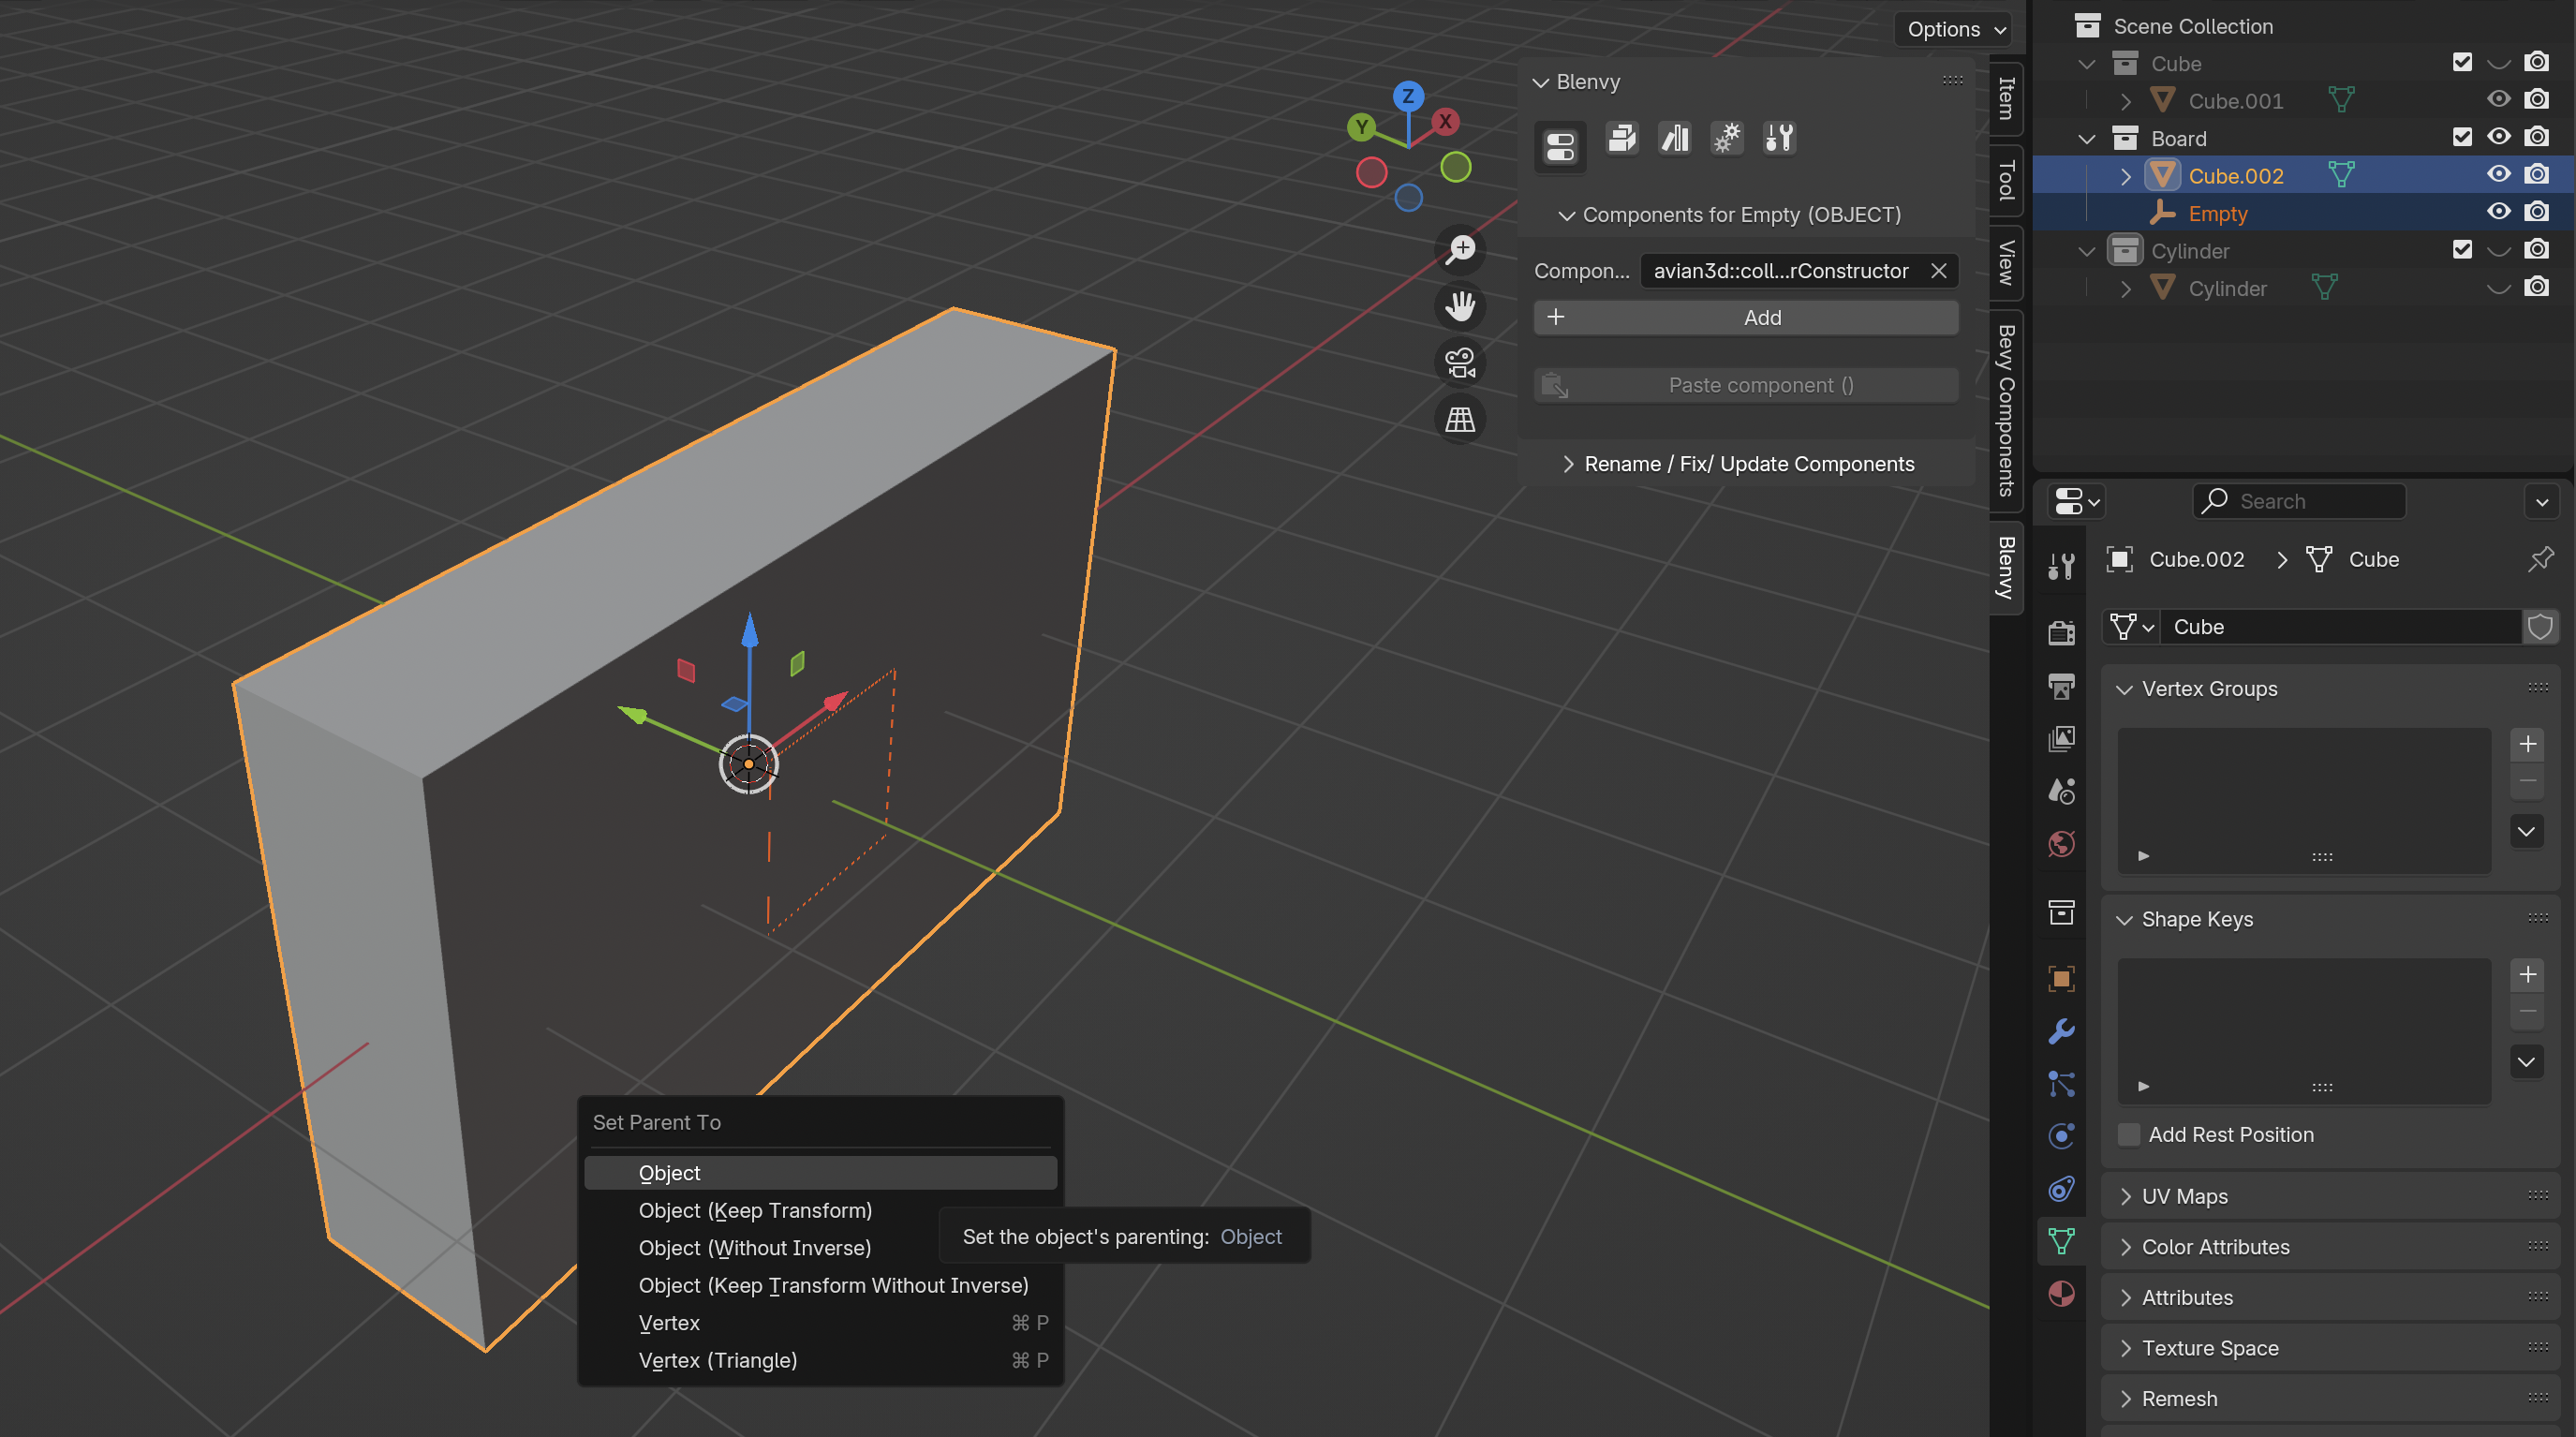 Options
Z
Y
X
Blenvy
Components for Empty (OBJECT)
Compon...
avian3d::coll...rConstructor
Add
Paste component ()
Rename / Fix/ Update Components
Item
Tool
View
Bevy Components
Blenvy
Set Parent To
Object
Object (Keep Transform)
Object (Without Inverse)
Object (Keep Transform Without Inverse)
Vertex ⌘ P
Vertex (Triangle) ⌘ P
Set the object's parenting: Object
Scene Collection
Cube
Cube.001
Board
Cube.002
Empty
Cylinder
Cylinder
Search
Cube.002 > Cube
Cube
Vertex Groups
Shape Keys
Add Rest Position
UV Maps
Color Attributes
Attributes
Texture Space
Remesh